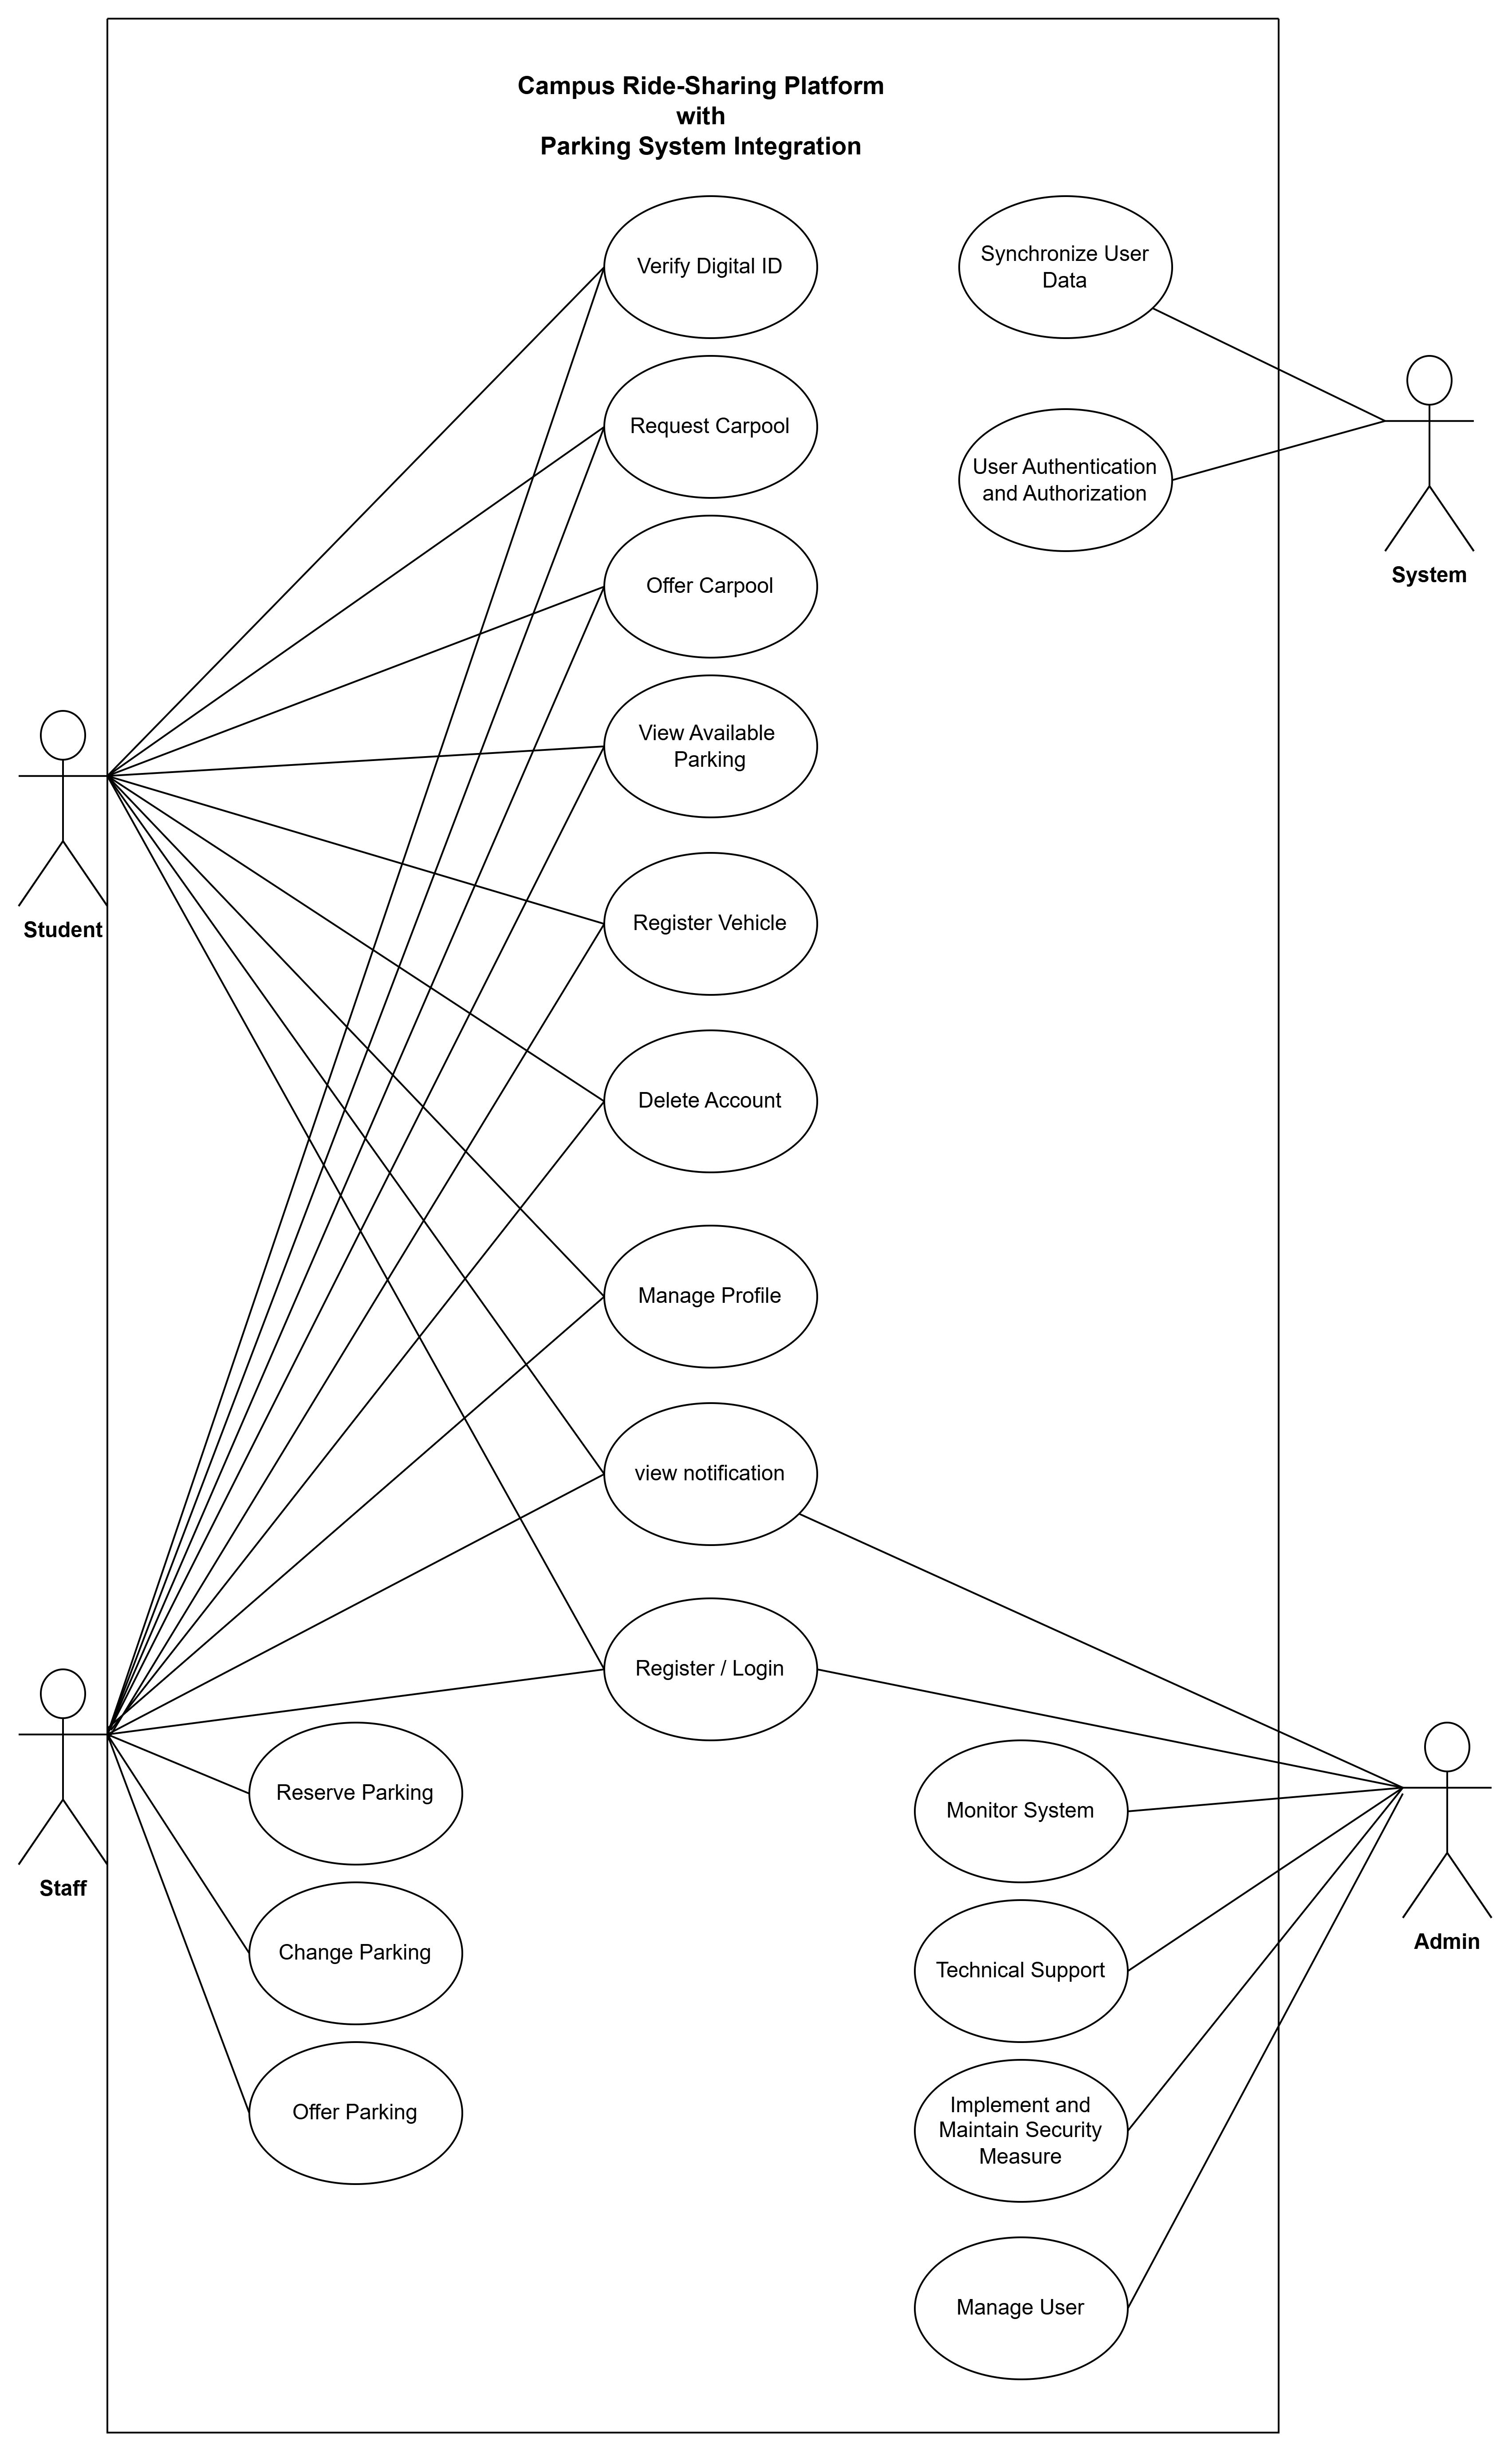 Campus Ride-Sharing Platform
with
Parking System Integration
Verify Digital ID
Synchronize User
Data
Request Carpool
User Authentication
and Authorization
System
Offer Carpool
View Available
Parking
Student
Register Vehicle
Delete Account
Manage Profile
view notification
Register / Login
Staff
Reserve Parking
Monitor System
Admin
Change Parking
Technical Support
Offer Parking
Implement and
Maintain Security
Measure
Manage User